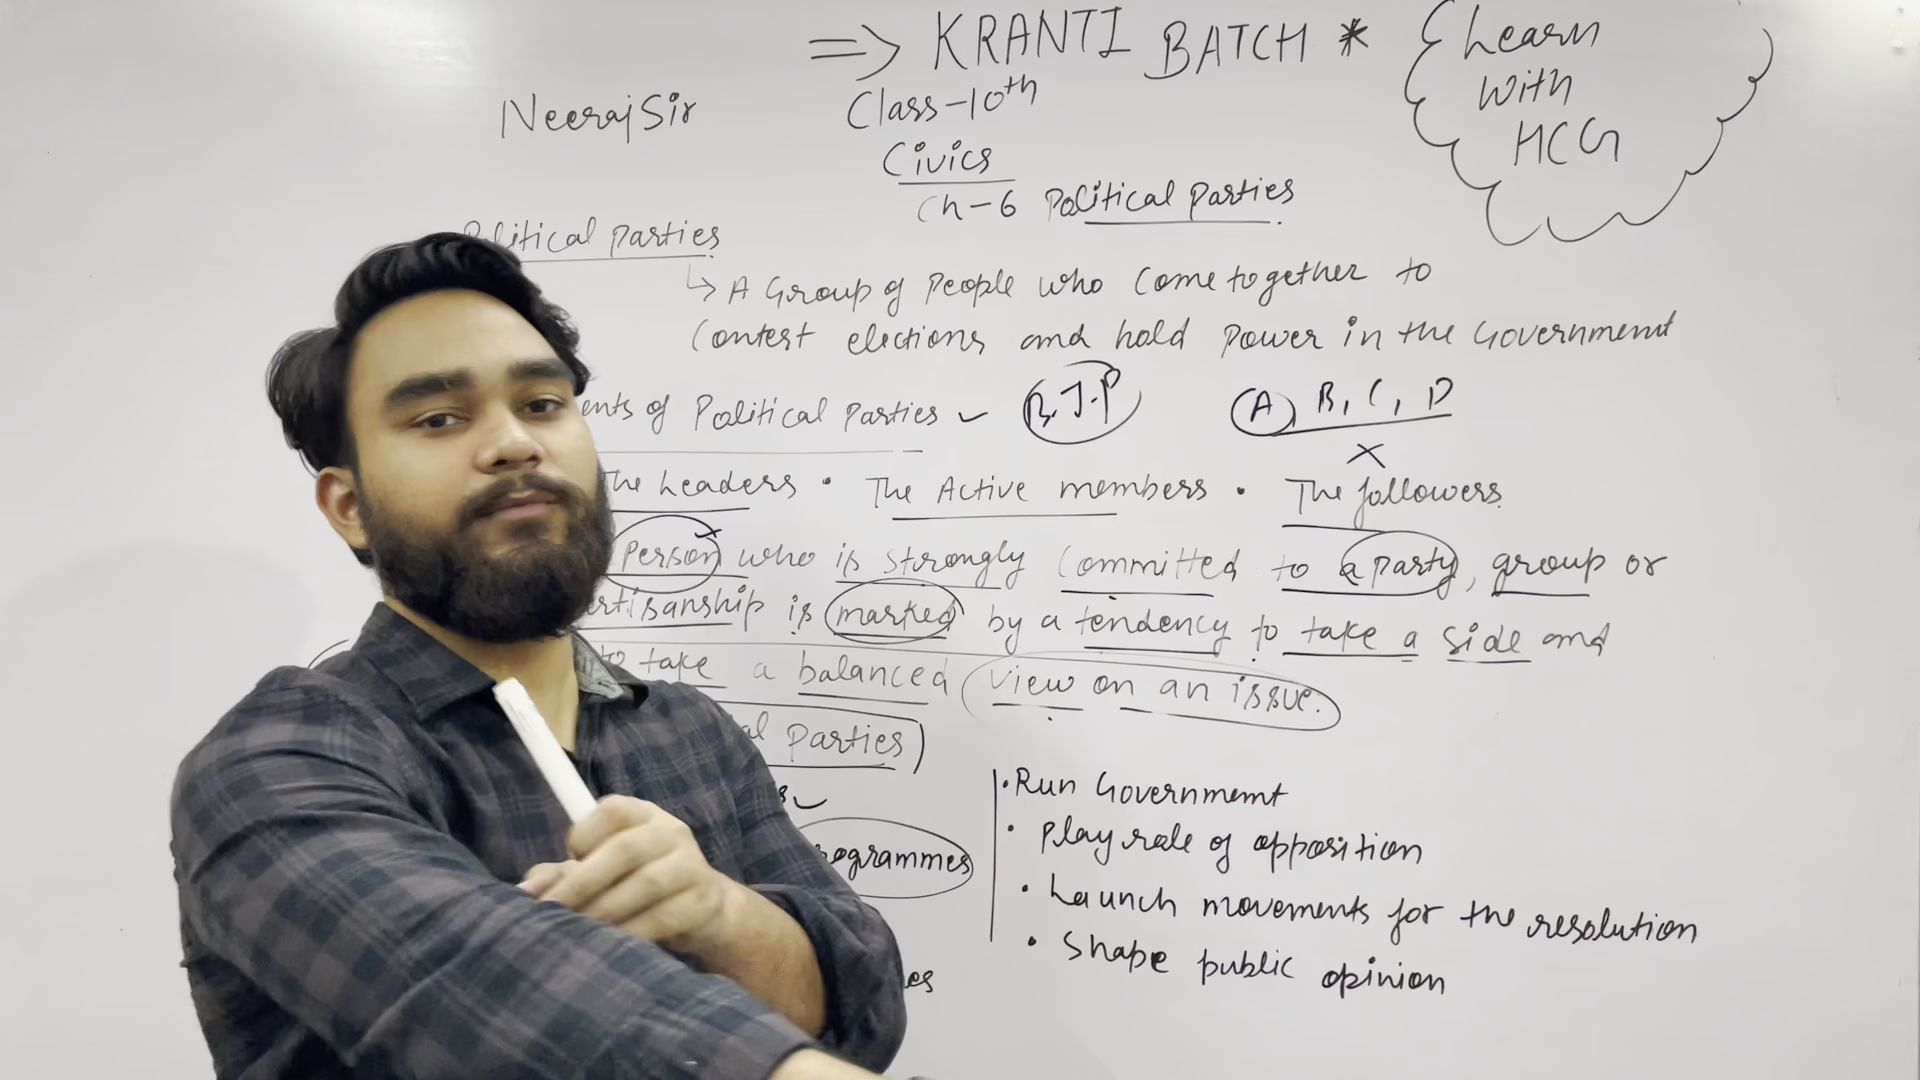 => KRANTI BATCH *
Learn
With
HCG
Neeraj Sir
Class-10th
Civics
Ch-6 Political Parties
Political Parties
↳ A Group of People who Come together to
Contest elections and hold Power in the Government
ents of Political Parties ✓
B.J.P
A B, C, D
×
The Leaders • The Active members • The followers
Person who is strongly Committed to a party, group or
artisanship is marked by a tendency to take a side and
to take a balanced view on an issue.
al Parties)
s ✓
rogrammes
es
• Run Government
• Play role of opposition
• Launch movements for the resolution
• Shape public opinion